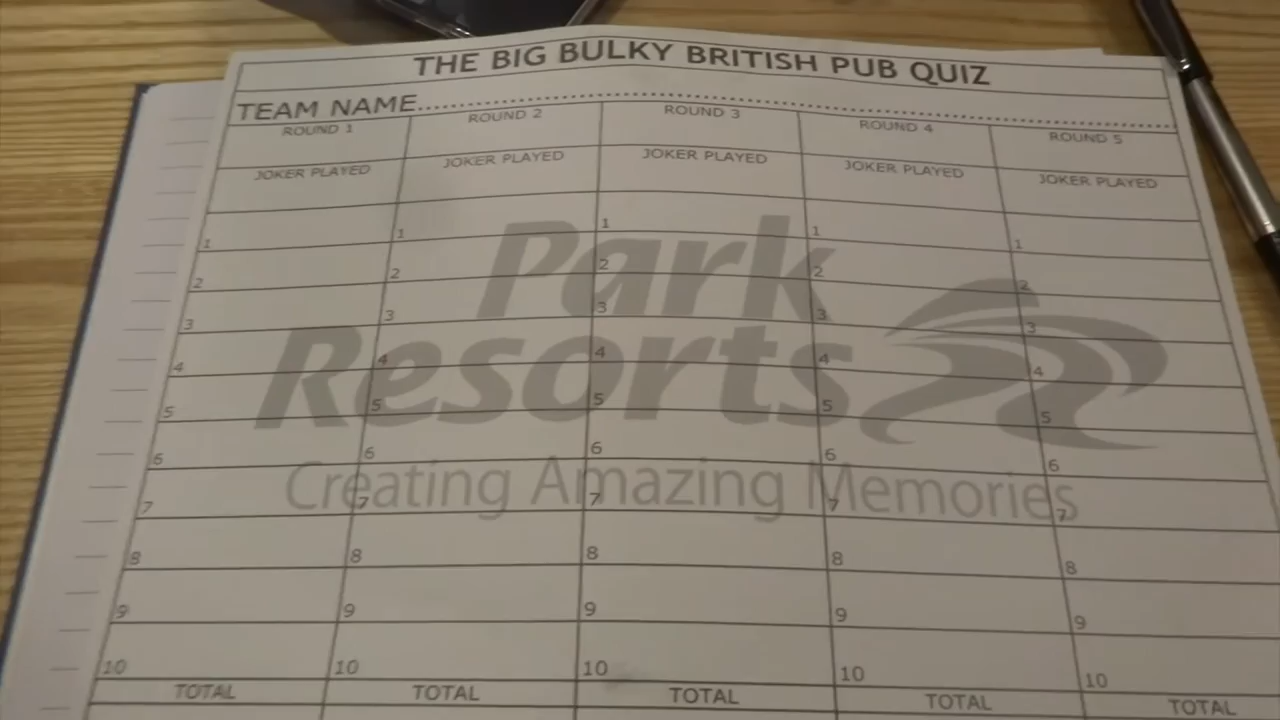 THE BIG BULKY BRITISH PUB QUIZ
TEAM NAME
ROUND 1 ROUND 2 ROUND 3 ROUND 4 ROUND 5
JOKER PLAYED JOKER PLAYED JOKER PLAYED JOKER PLAYED JOKER PLAYED
1 1 1 1 1
2 2 2 2 2
3 3 3 3 3
4 4 4 4 4
5 5 5 5 5
6 6 6 6 6
7 7 7 7 7
8 8 8 8 8
9 9 9 9 9
10 10 10 10 10
TOTAL TOTAL TOTAL TOTAL TOTAL
Park
Resorts
Creating Amazing Memories